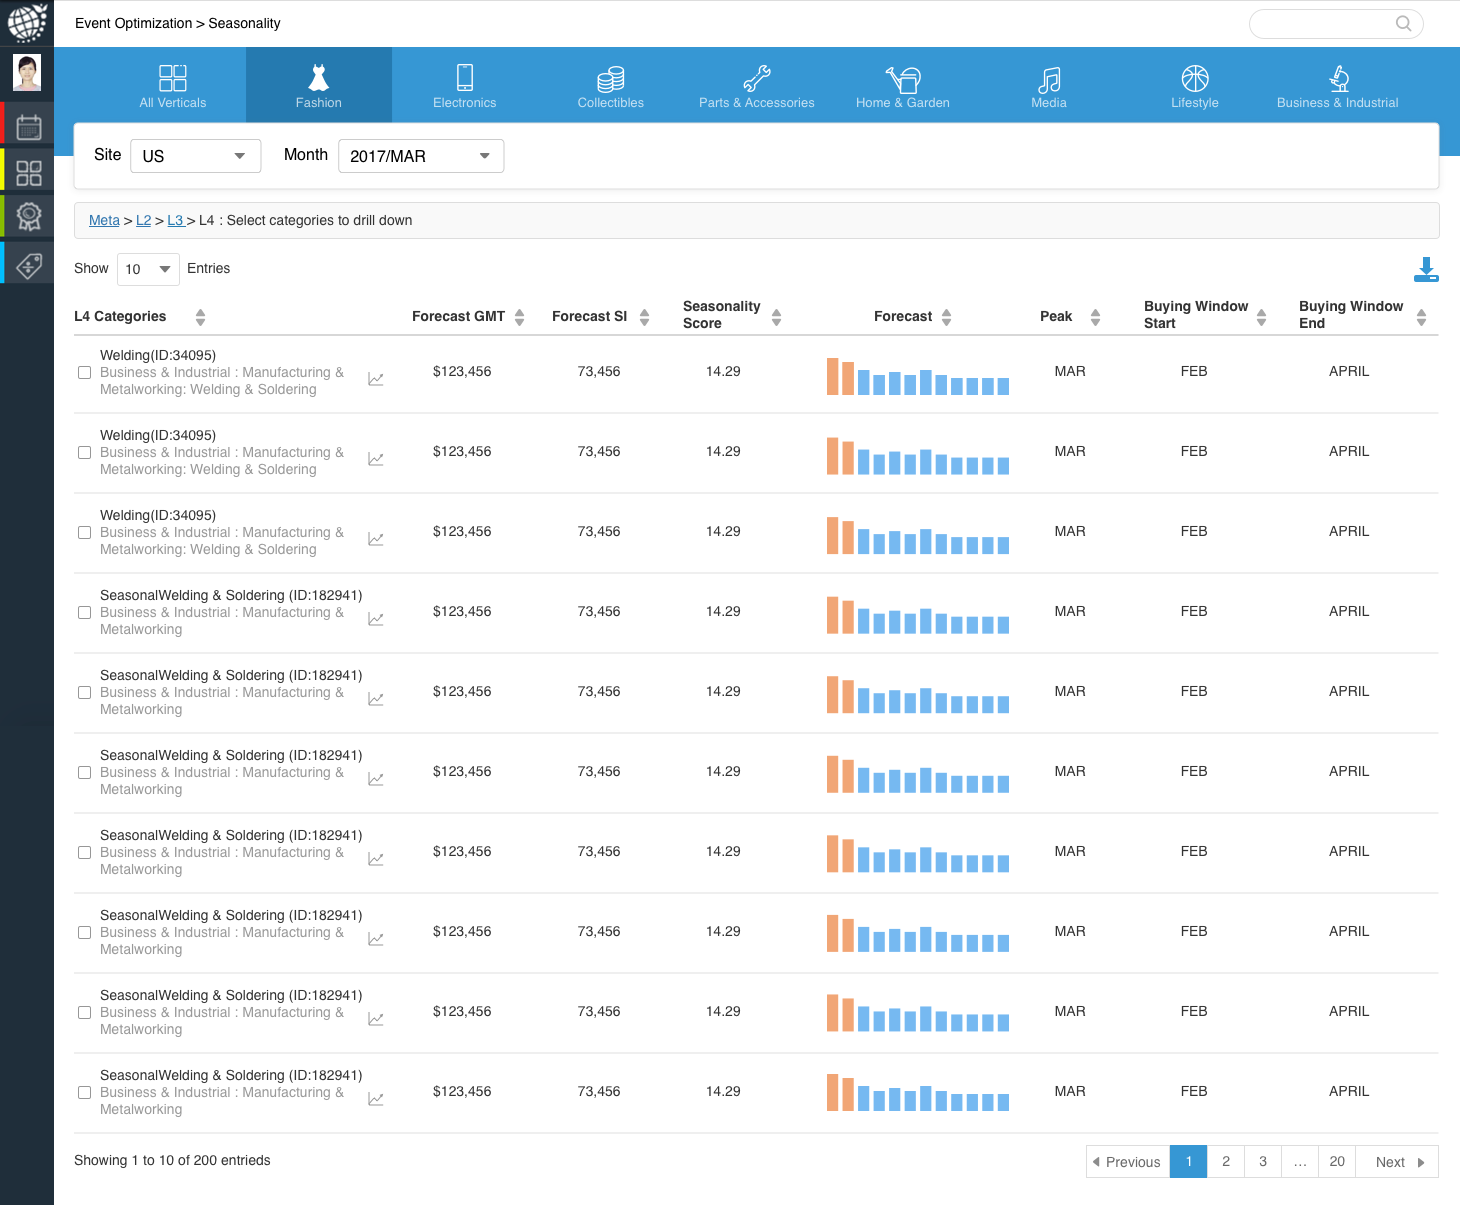 Event Optimization > Seasonality
All Verticals
Fashion
Electronics
Collectibles
Parts & Accessories
Home & Garden
Media
Lifestyle
Business & Industrial
Site US Month 2017/MAR
Meta > L2 > L3 > L4 : Select categories to drill down
Show 10 Entries
L4 Categories Forecast GMT Forecast SI Seasonality Score Forecast Peak Buying Window Start Buying Window End
Welding(ID:34095)
Business & Industrial : Manufacturing &
Metalworking: Welding & Soldering
$123,456 73,456 14.29 MAR FEB APRIL
Welding(ID:34095)
Business & Industrial : Manufacturing &
Metalworking: Welding & Soldering
$123,456 73,456 14.29 MAR FEB APRIL
Welding(ID:34095)
Business & Industrial : Manufacturing &
Metalworking: Welding & Soldering
$123,456 73,456 14.29 MAR FEB APRIL
SeasonalWelding & Soldering (ID:182941)
Business & Industrial : Manufacturing &
Metalworking
$123,456 73,456 14.29 MAR FEB APRIL
SeasonalWelding & Soldering (ID:182941)
Business & Industrial : Manufacturing &
Metalworking
$123,456 73,456 14.29 MAR FEB APRIL
SeasonalWelding & Soldering (ID:182941)
Business & Industrial : Manufacturing &
Metalworking
$123,456 73,456 14.29 MAR FEB APRIL
SeasonalWelding & Soldering (ID:182941)
Business & Industrial : Manufacturing &
Metalworking
$123,456 73,456 14.29 MAR FEB APRIL
SeasonalWelding & Soldering (ID:182941)
Business & Industrial : Manufacturing &
Metalworking
$123,456 73,456 14.29 MAR FEB APRIL
SeasonalWelding & Soldering (ID:182941)
Business & Industrial : Manufacturing &
Metalworking
$123,456 73,456 14.29 MAR FEB APRIL
SeasonalWelding & Soldering (ID:182941)
Business & Industrial : Manufacturing &
Metalworking
$123,456 73,456 14.29 MAR FEB APRIL
Showing 1 to 10 of 200 entrieds
Previous 1 2 3 ... 20 Next